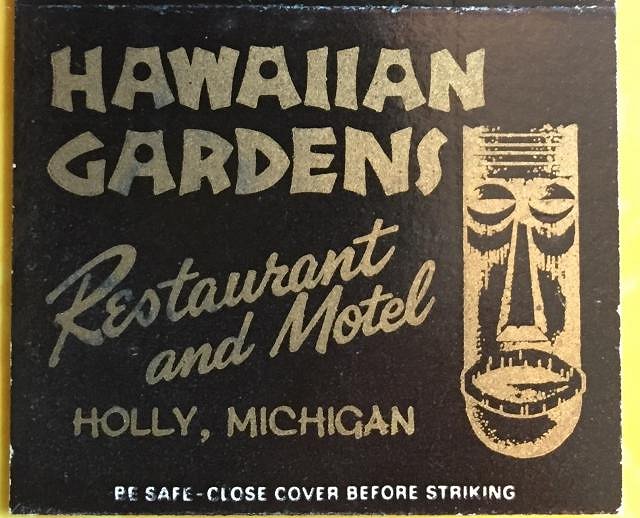 HAWAIIAN
GARDENS
Restaurant
and Motel
HOLLY, MICHIGAN
BE SAFE-CLOSE COVER BEFORE STRIKING